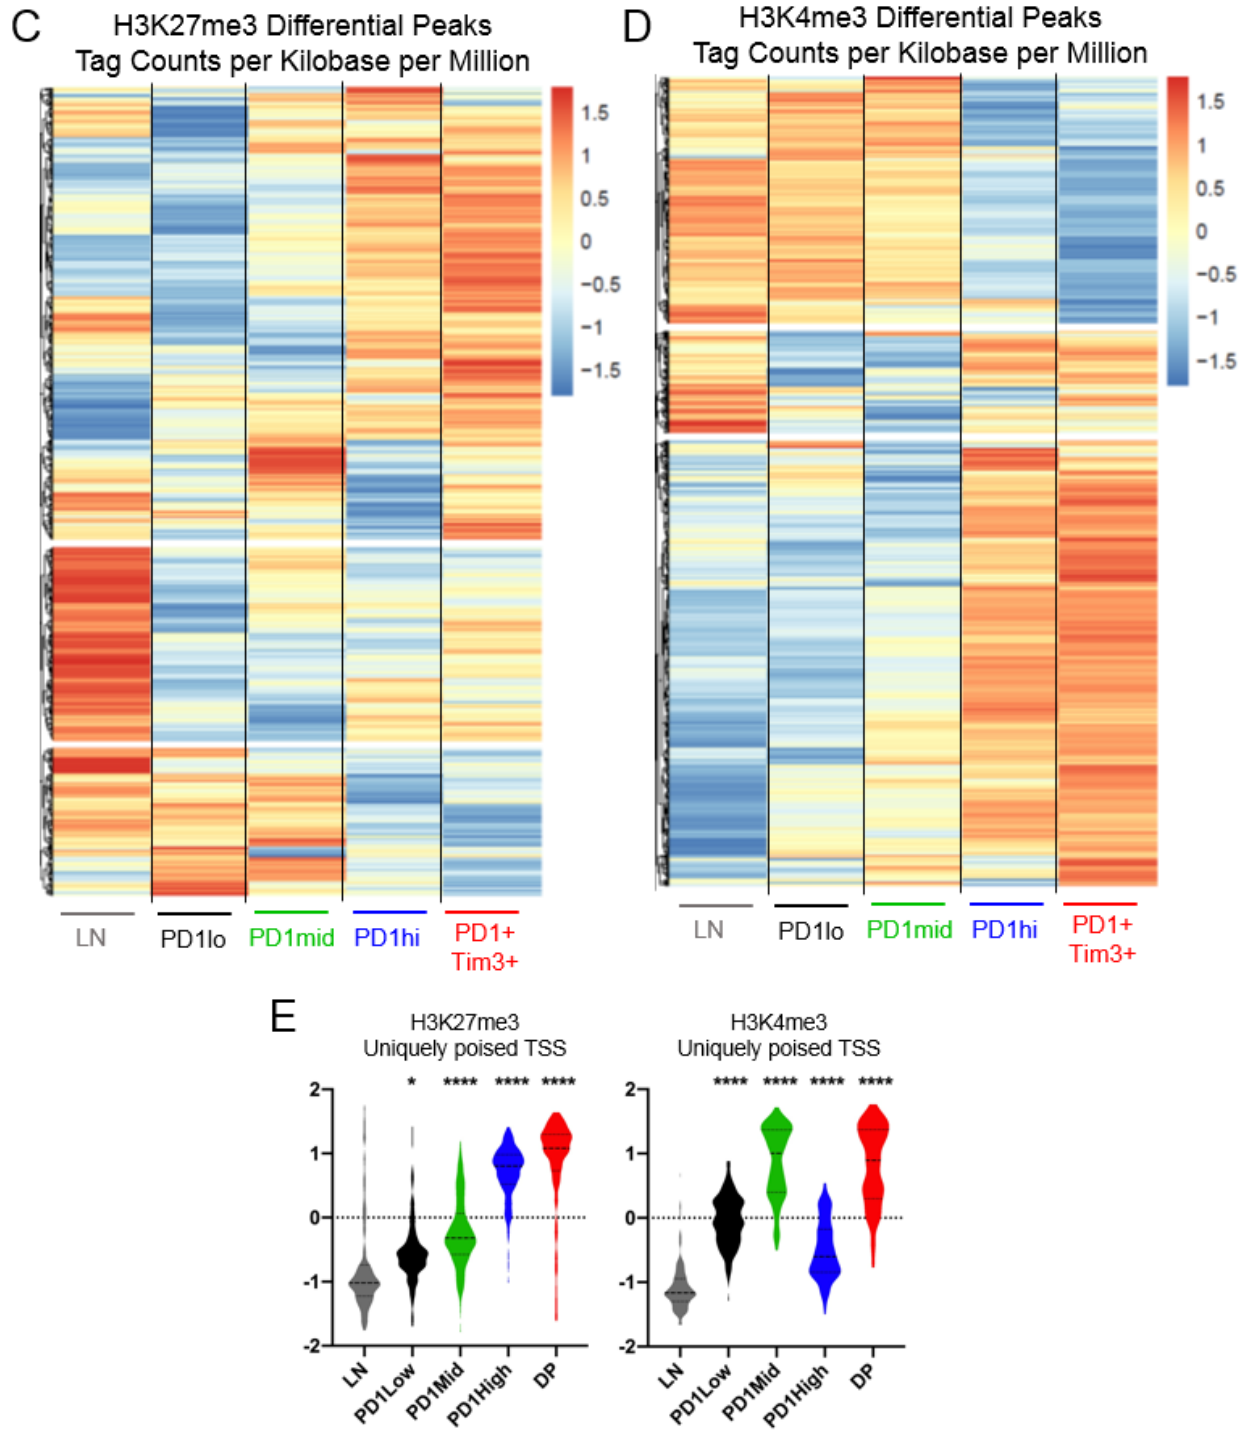 C
H3K27me3 Differential Peaks
Tag Counts per Kilobase per Million
1.5
1
0.5
0
−0.5
−1
−1.5
LN
PD1lo
PD1mid
PD1hi
PD1+
Tim3+
D
H3K4me3 Differential Peaks
Tag Counts per Kilobase per Million
1.5
1
0.5
0
−0.5
−1
−1.5
LN
PD1lo
PD1mid
PD1hi
PD1+
Tim3+
E
H3K27me3
Uniquely poised TSS
* **** **** ****
2
1
0
-1
-2
LN
PD1Low
PD1Mid
PD1High
DP
H3K4me3
Uniquely poised TSS
**** **** **** ****
2
1
0
-1
-2
LN
PD1Low
PD1Mid
PD1High
DP